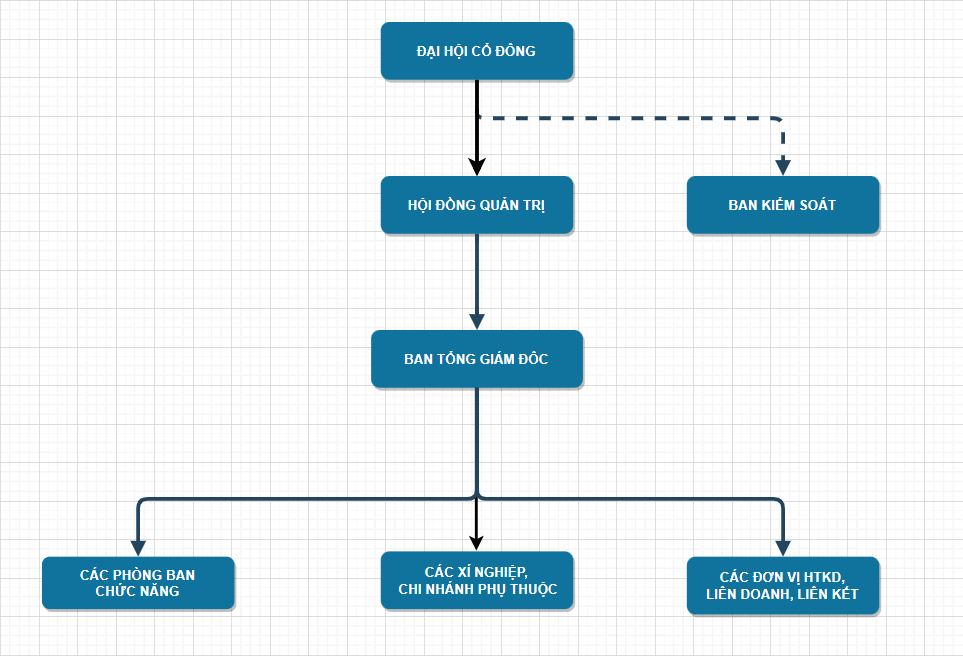 ĐẠI HỘI CỔ ĐÔNG
HỘI ĐỒNG QUẢN TRỊ
BAN KIỂM SOÁT
BAN TỔNG GIÁM ĐỐC
CÁC PHÒNG BAN
CHỨC NĂNG
CÁC XÍ NGHIỆP,
CHI NHÁNH PHỤ THUỘC
CÁC ĐƠN VỊ HTKD,
LIÊN DOANH, LIÊN KẾT